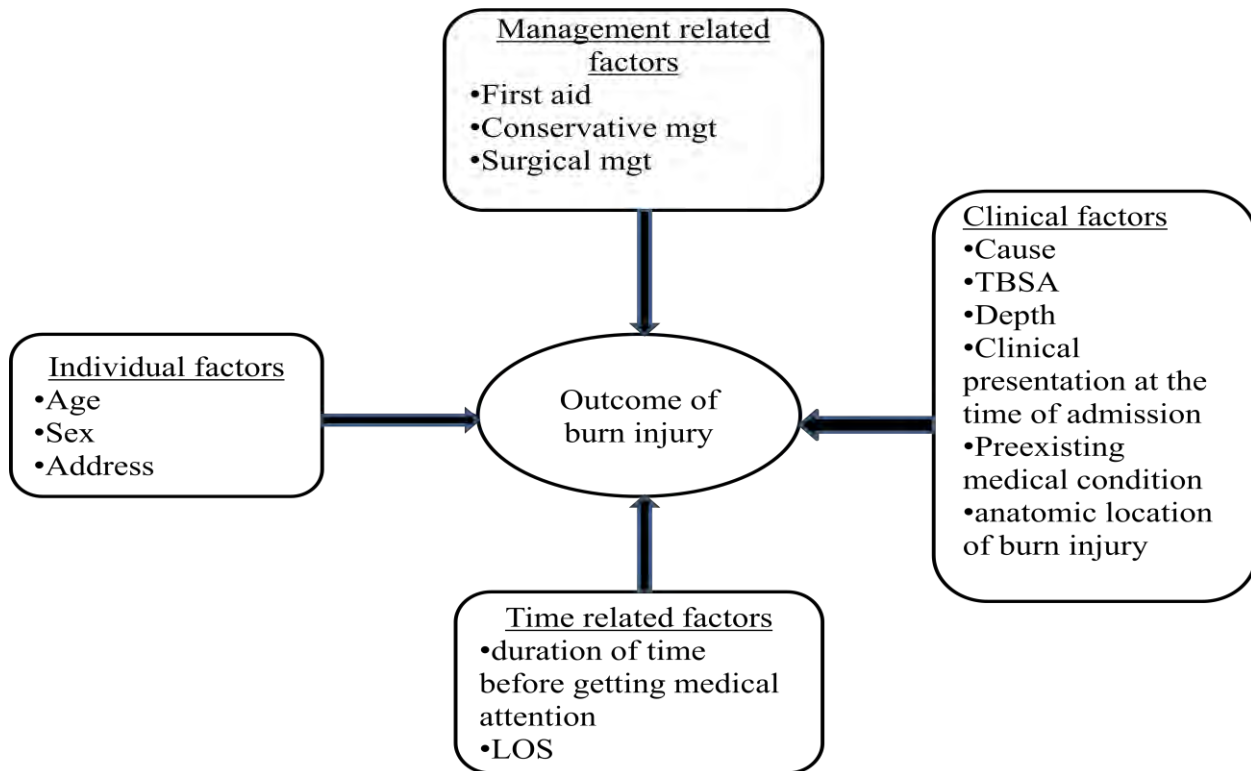 Management related
factors
•First aid
•Conservative mgt
•Surgical mgt
Clinical factors
•Cause
•TBSA
•Depth
•Clinical
presentation at the
time of admission
•Preexisting
medical condition
•anatomic location
of burn injury
Individual factors
•Age
•Sex
•Address
Outcome of
burn injury
Time related factors
•duration of time
before getting medical
attention
•LOS